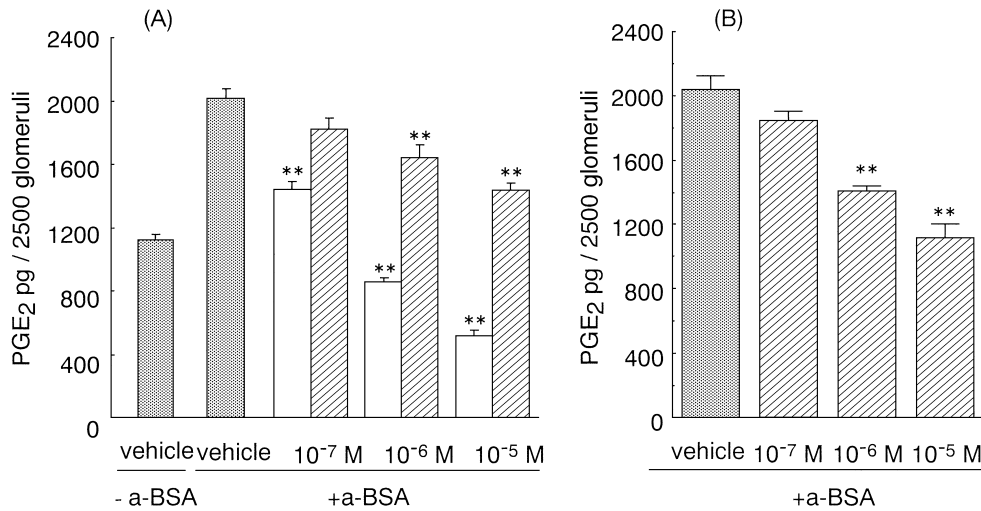 (A)
PGE2 pg / 2500 glomeruli
2400
2000
1600
1200
800
400
0
**
**
**
**
**
vehicle vehicle 10-7 M 10-6 M 10-5 M
- a-BSA +a-BSA
(B)
PGE2 pg / 2500 glomeruli
2400
2000
1600
1200
800
400
0
**
**
vehicle 10-7 M 10-6 M 10-5 M
+a-BSA